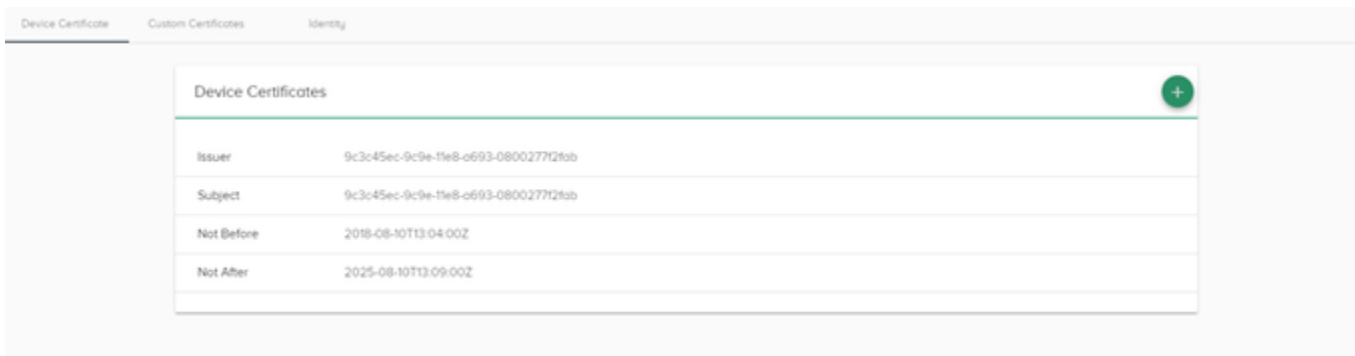 Device Certificate Custom Certificates Identity
Device Certificates
+
Issuer 9c3c45ec-9c9e-11e8-a693-0800277f2fab
Subject 9c3c45ec-9c9e-11e8-a693-0800277f2fab
Not Before 2018-08-10T13:04:00Z
Not After 2025-08-10T13:09:00Z